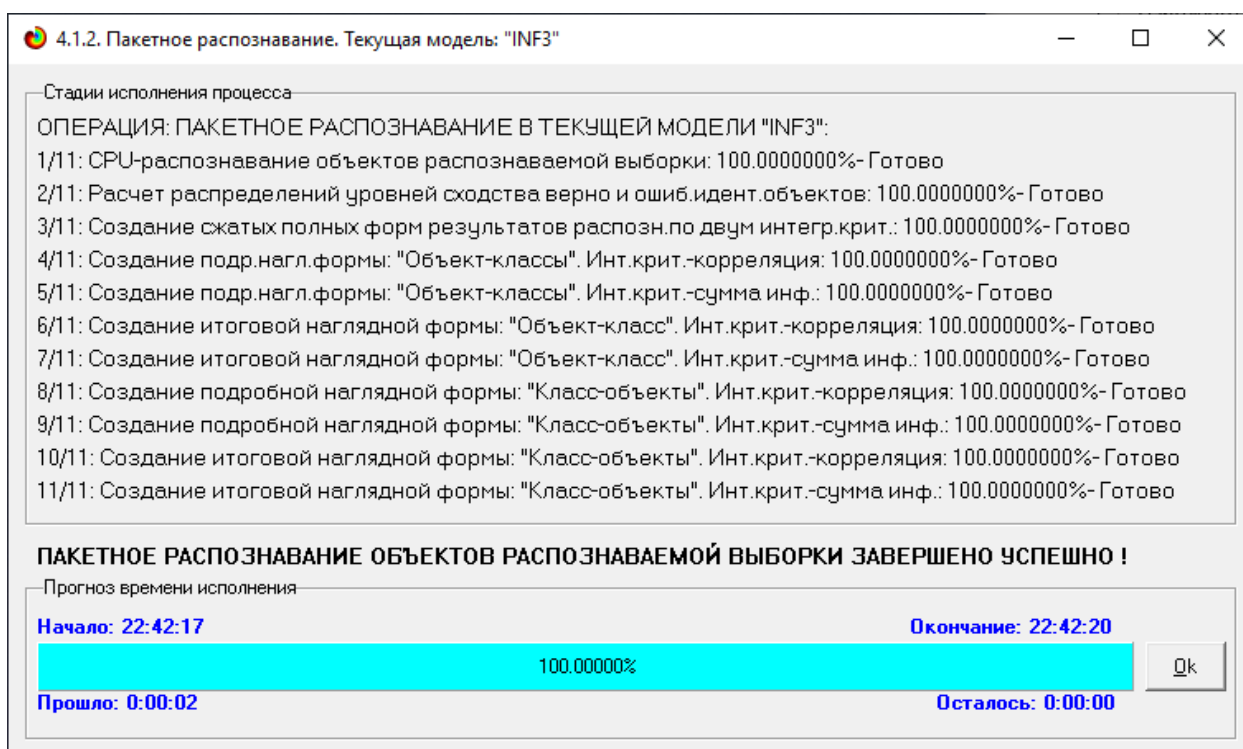 4.1.2. Пакетное распознавание. Текущая модель: "INF3"
Стадии исполнения процесса
ОПЕРАЦИЯ: ПАКЕТНОЕ РАСПОЗНАВАНИЕ В ТЕКУЩЕЙ МОДЕЛИ "INF3":
1/11: CPU-распознавание объектов распознаваемой выборки: 100.0000000%- Готово
2/11: Расчет распределений уровней сходства верно и ошиб.идент.объектов: 100.0000000%- Готово
3/11: Создание сжатых полных форм результатов распозн.по двум интегр.крит.: 100.0000000%- Готово
4/11: Создание подр.нагл.формы: "Объект-классы". Инт.крит.-корреляция: 100.0000000%- Готово
5/11: Создание подр.нагл.формы: "Объект-классы". Инт.крит.-сумма инф.: 100.0000000%- Готово
6/11: Создание итоговой наглядной формы: "Объект-класс". Инт.крит.-корреляция: 100.0000000%- Готово
7/11: Создание итоговой наглядной формы: "Объект-класс". Инт.крит.-сумма инф.: 100.0000000%- Готово
8/11: Создание подробной наглядной формы: "Класс-объекты". Инт.крит.-корреляция: 100.0000000%- Готово
9/11: Создание подробной наглядной формы: "Класс-объекты". Инт.крит.-сумма инф.: 100.0000000%- Готово
10/11: Создание итоговой наглядной формы: "Класс-объекты". Инт.крит.-корреляция: 100.0000000%- Готово
11/11: Создание итоговой наглядной формы: "Класс-объекты". Инт.крит.-сумма инф.: 100.0000000%- Готово
ПАКЕТНОЕ РАСПОЗНАВАНИЕ ОБЪЕКТОВ РАСПОЗНАВАЕМОЙ ВЫБОРКИ ЗАВЕРШЕНО УСПЕШНО !
Прогноз времени исполнения
Начало: 22:42:17 Окончание: 22:42:20
100.00000% Ok
Прошло: 0:00:02 Осталось: 0:00:00